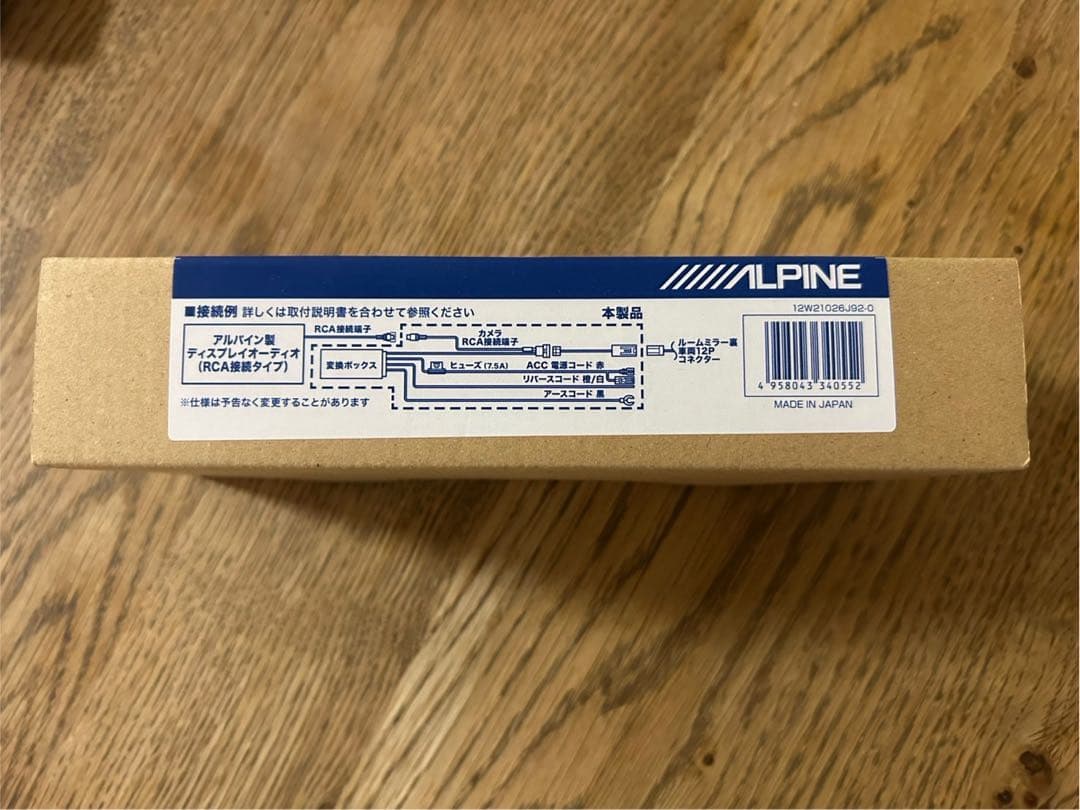 ALPINE
■接続例 詳しくは取付説明書を合わせて参照ください
本製品
12W21026J92-0
アルパイン製
ディスプレイオーディオ
(RCA接続タイプ)
RCA接続端子
カメラ
RCA接続端子
ルームミラー裏
車両12P
コネクター
変換ボックス
ヒューズ (7.5A)
ACC 電源コード 赤
リバースコード 橙/白
アースコード 黒
※仕様は予告なく変更することがあります
4 958043 340552
MADE IN JAPAN